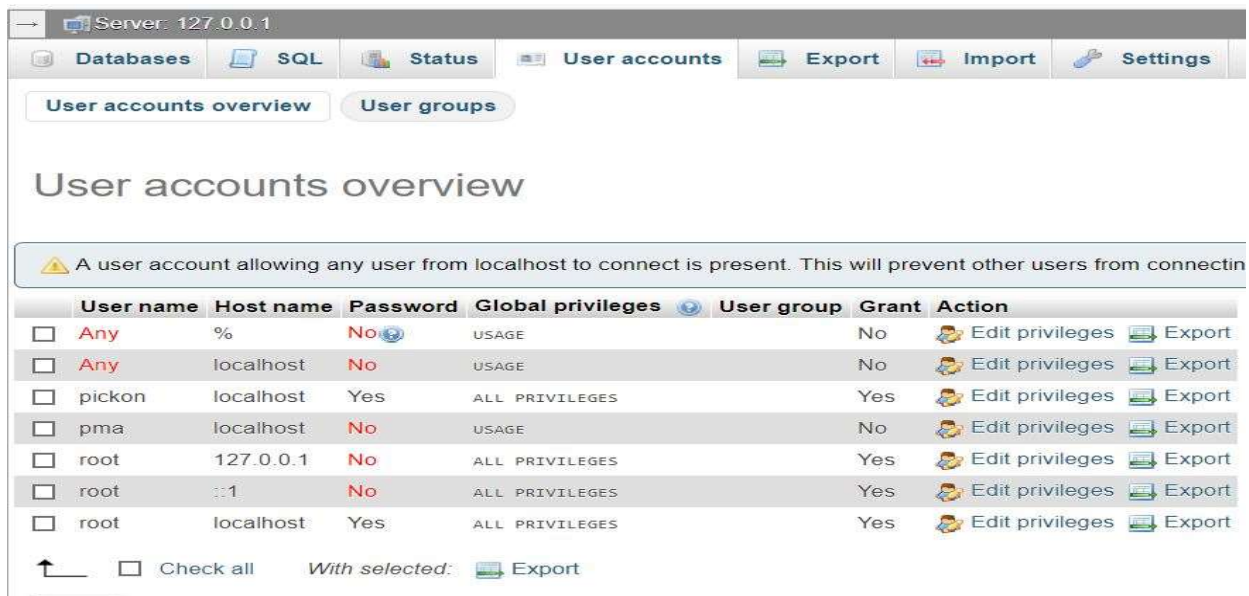 Server: 127.0.0.1
Databases SQL Status User accounts Export Import Settings
User accounts overview User groups
User accounts overview
A user account allowing any user from localhost to connect is present. This will prevent other users from connectin
User name Host name Password Global privileges User group Grant Action
Any % No USAGE No Edit privileges Export
Any localhost No USAGE No Edit privileges Export
pickon localhost Yes ALL PRIVILEGES Yes Edit privileges Export
pma localhost No USAGE No Edit privileges Export
root 127.0.0.1 No ALL PRIVILEGES Yes Edit privileges Export
root ::1 No ALL PRIVILEGES Yes Edit privileges Export
root localhost Yes ALL PRIVILEGES Yes Edit privileges Export
Check all With selected: Export